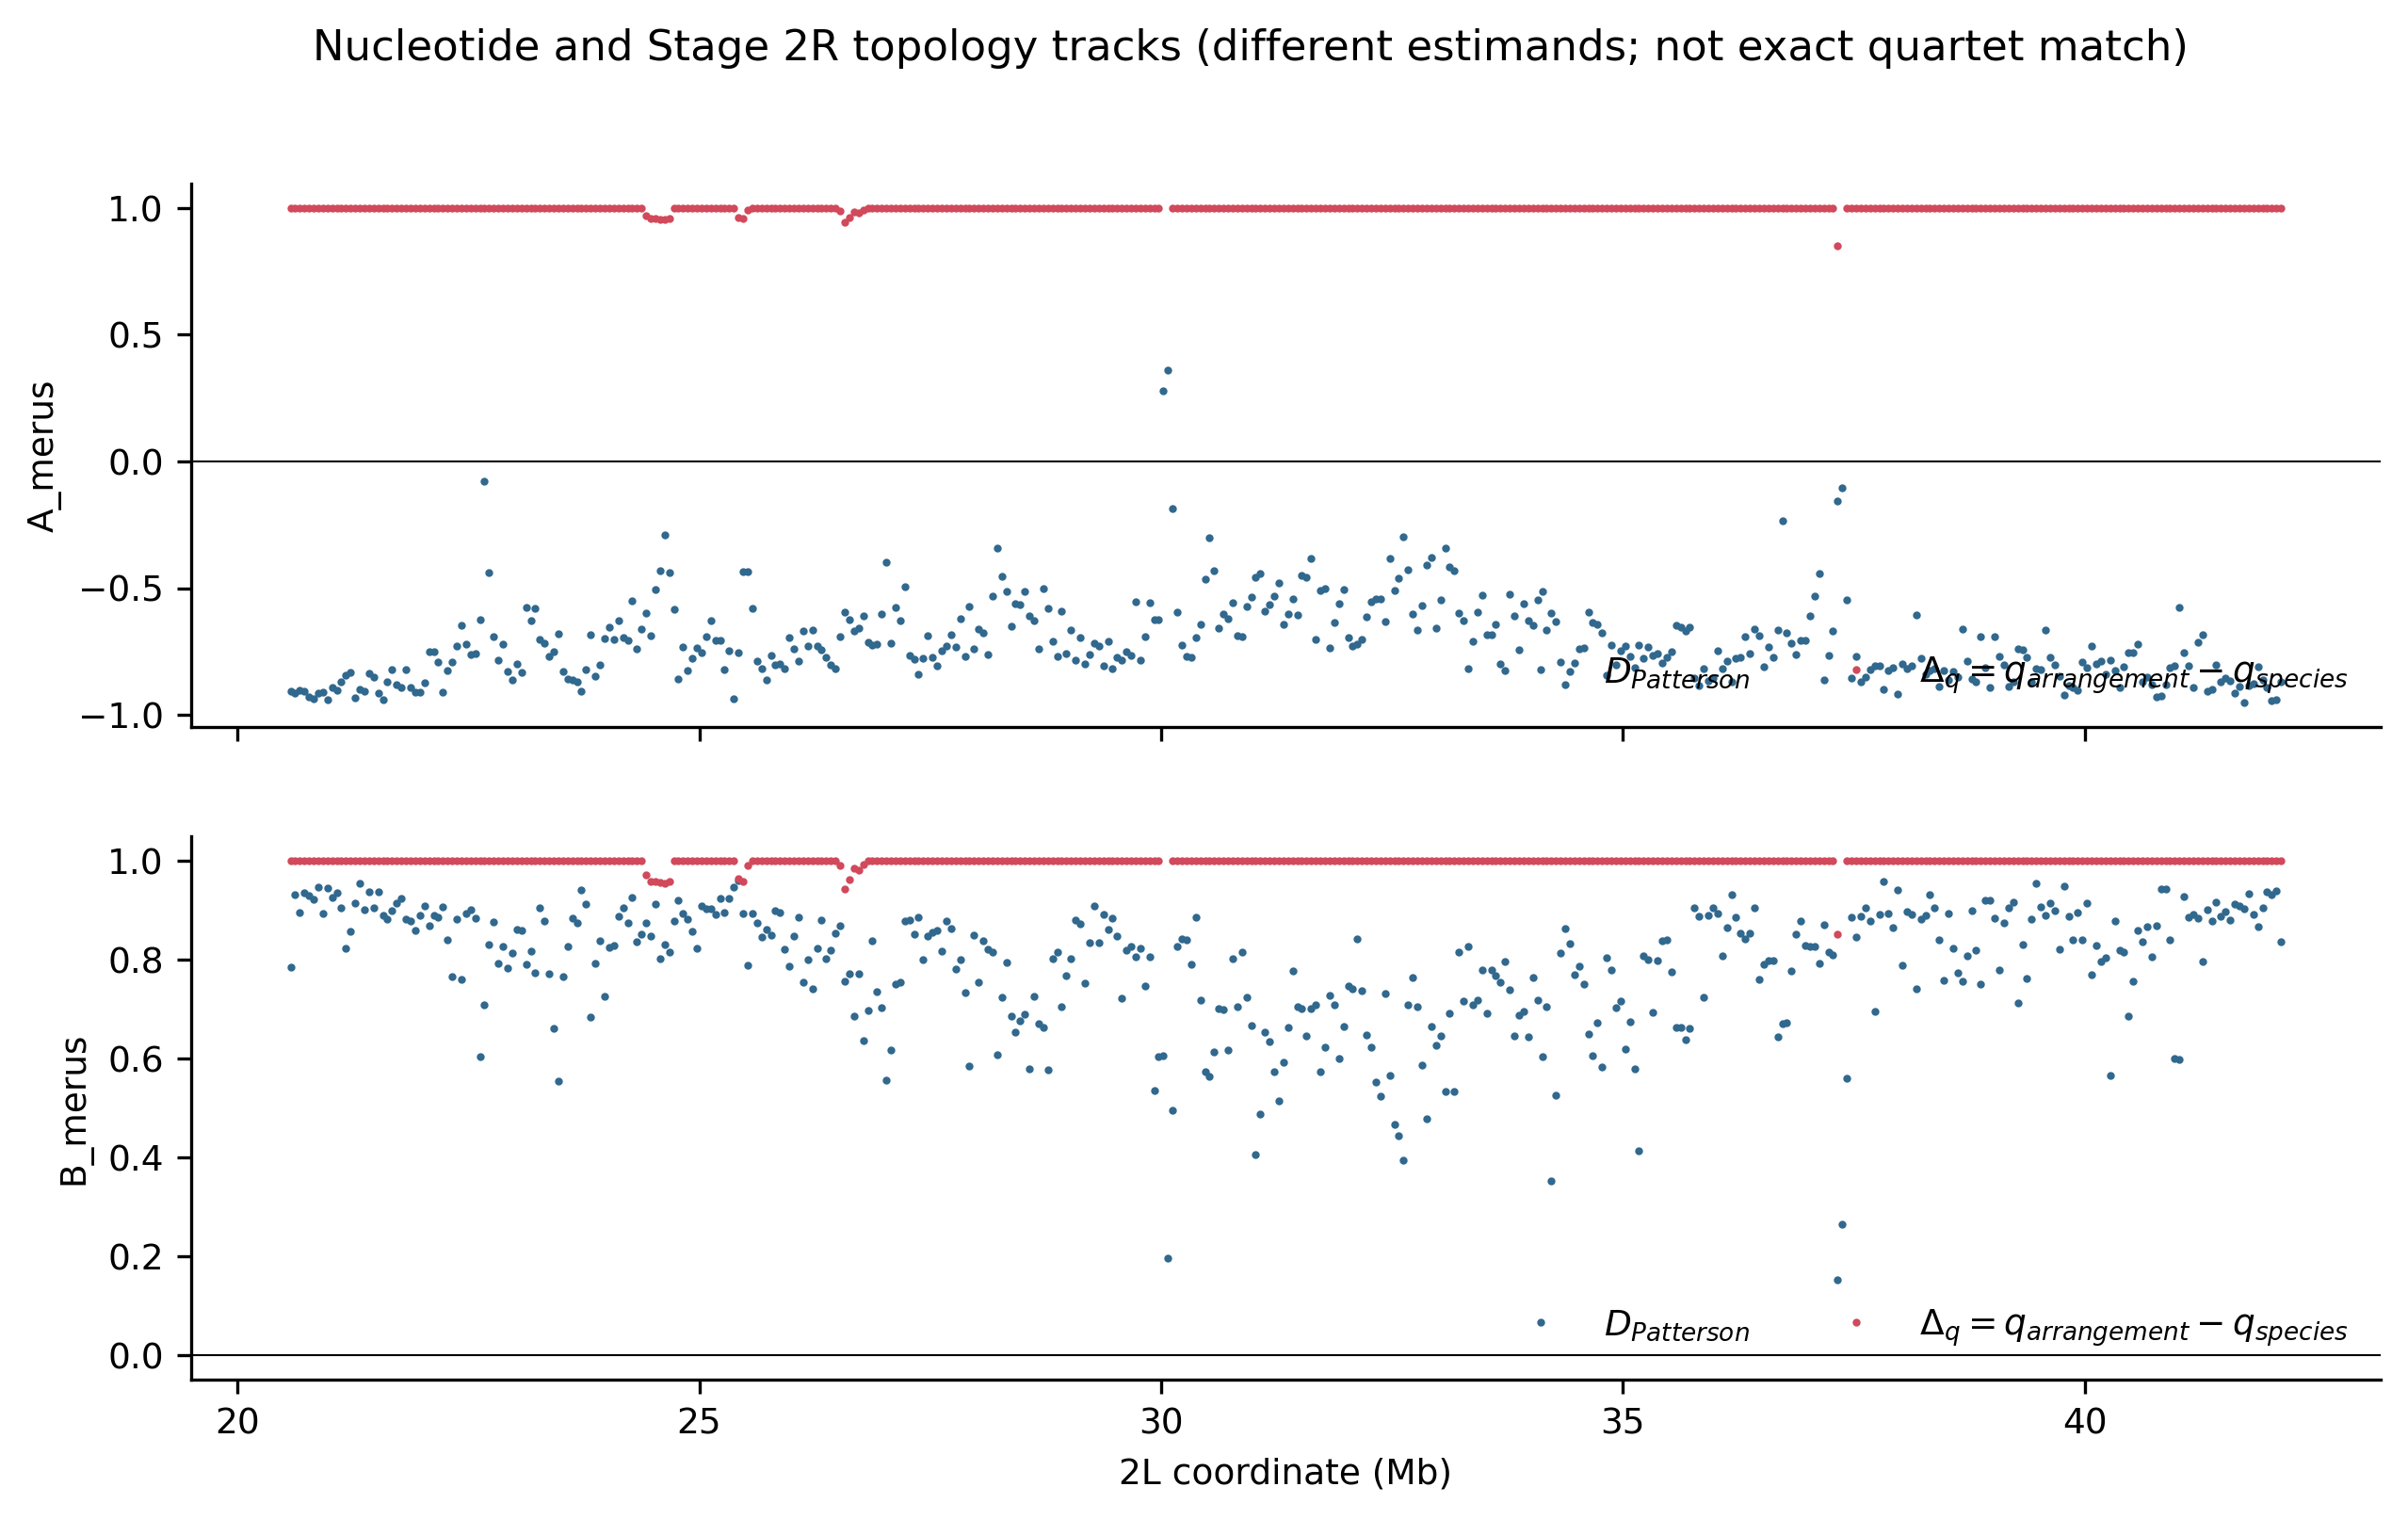 Nucleotide and Stage 2R topology tracks (different estimands; not exact quartet match)
1.0
0.5
0.0
−0.5
−1.0
A_merus
D_Patterson
Δ_q = q_arrangement − q_species
1.0
0.8
0.6
0.4
0.2
0.0
B_merus
D_Patterson
Δ_q = q_arrangement − q_species
20 25 30 35 40
2L coordinate (Mb)